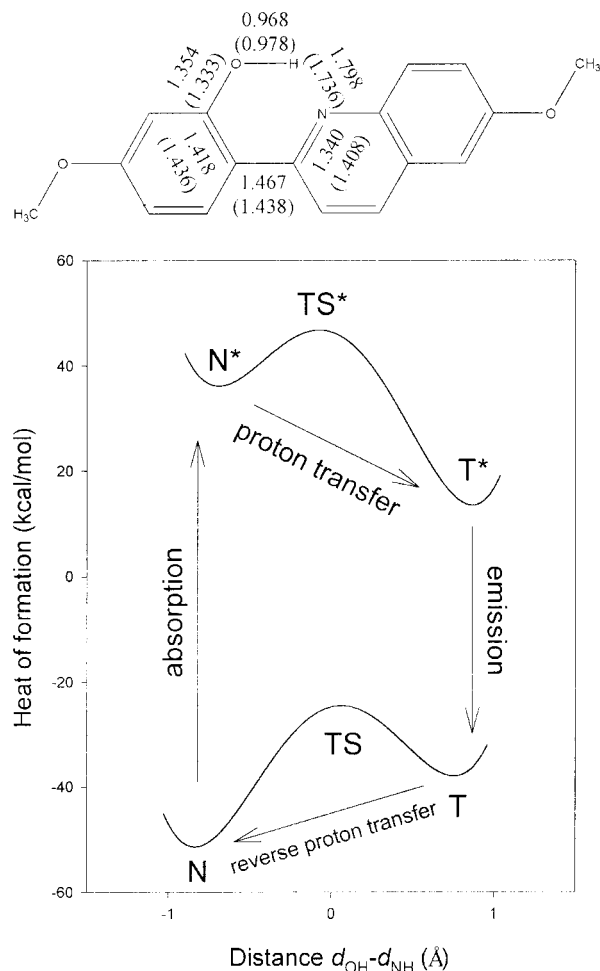 0.968
(0.978)
1.354
(1.333)
O
H
1.798
(1.736)
CH₃
N
O
O
1.418
(1.436)
1.340
(1.408)
1.467
(1.438)
H₃C
60
TS*
40
N*
proton transfer
20
T*
absorption
emission
0
Heat of formation (kcal/mol)
-20
TS
-40
T
reverse proton transfer
N
-60
-1
0
1
Distance d_OH-d_NH (Å)